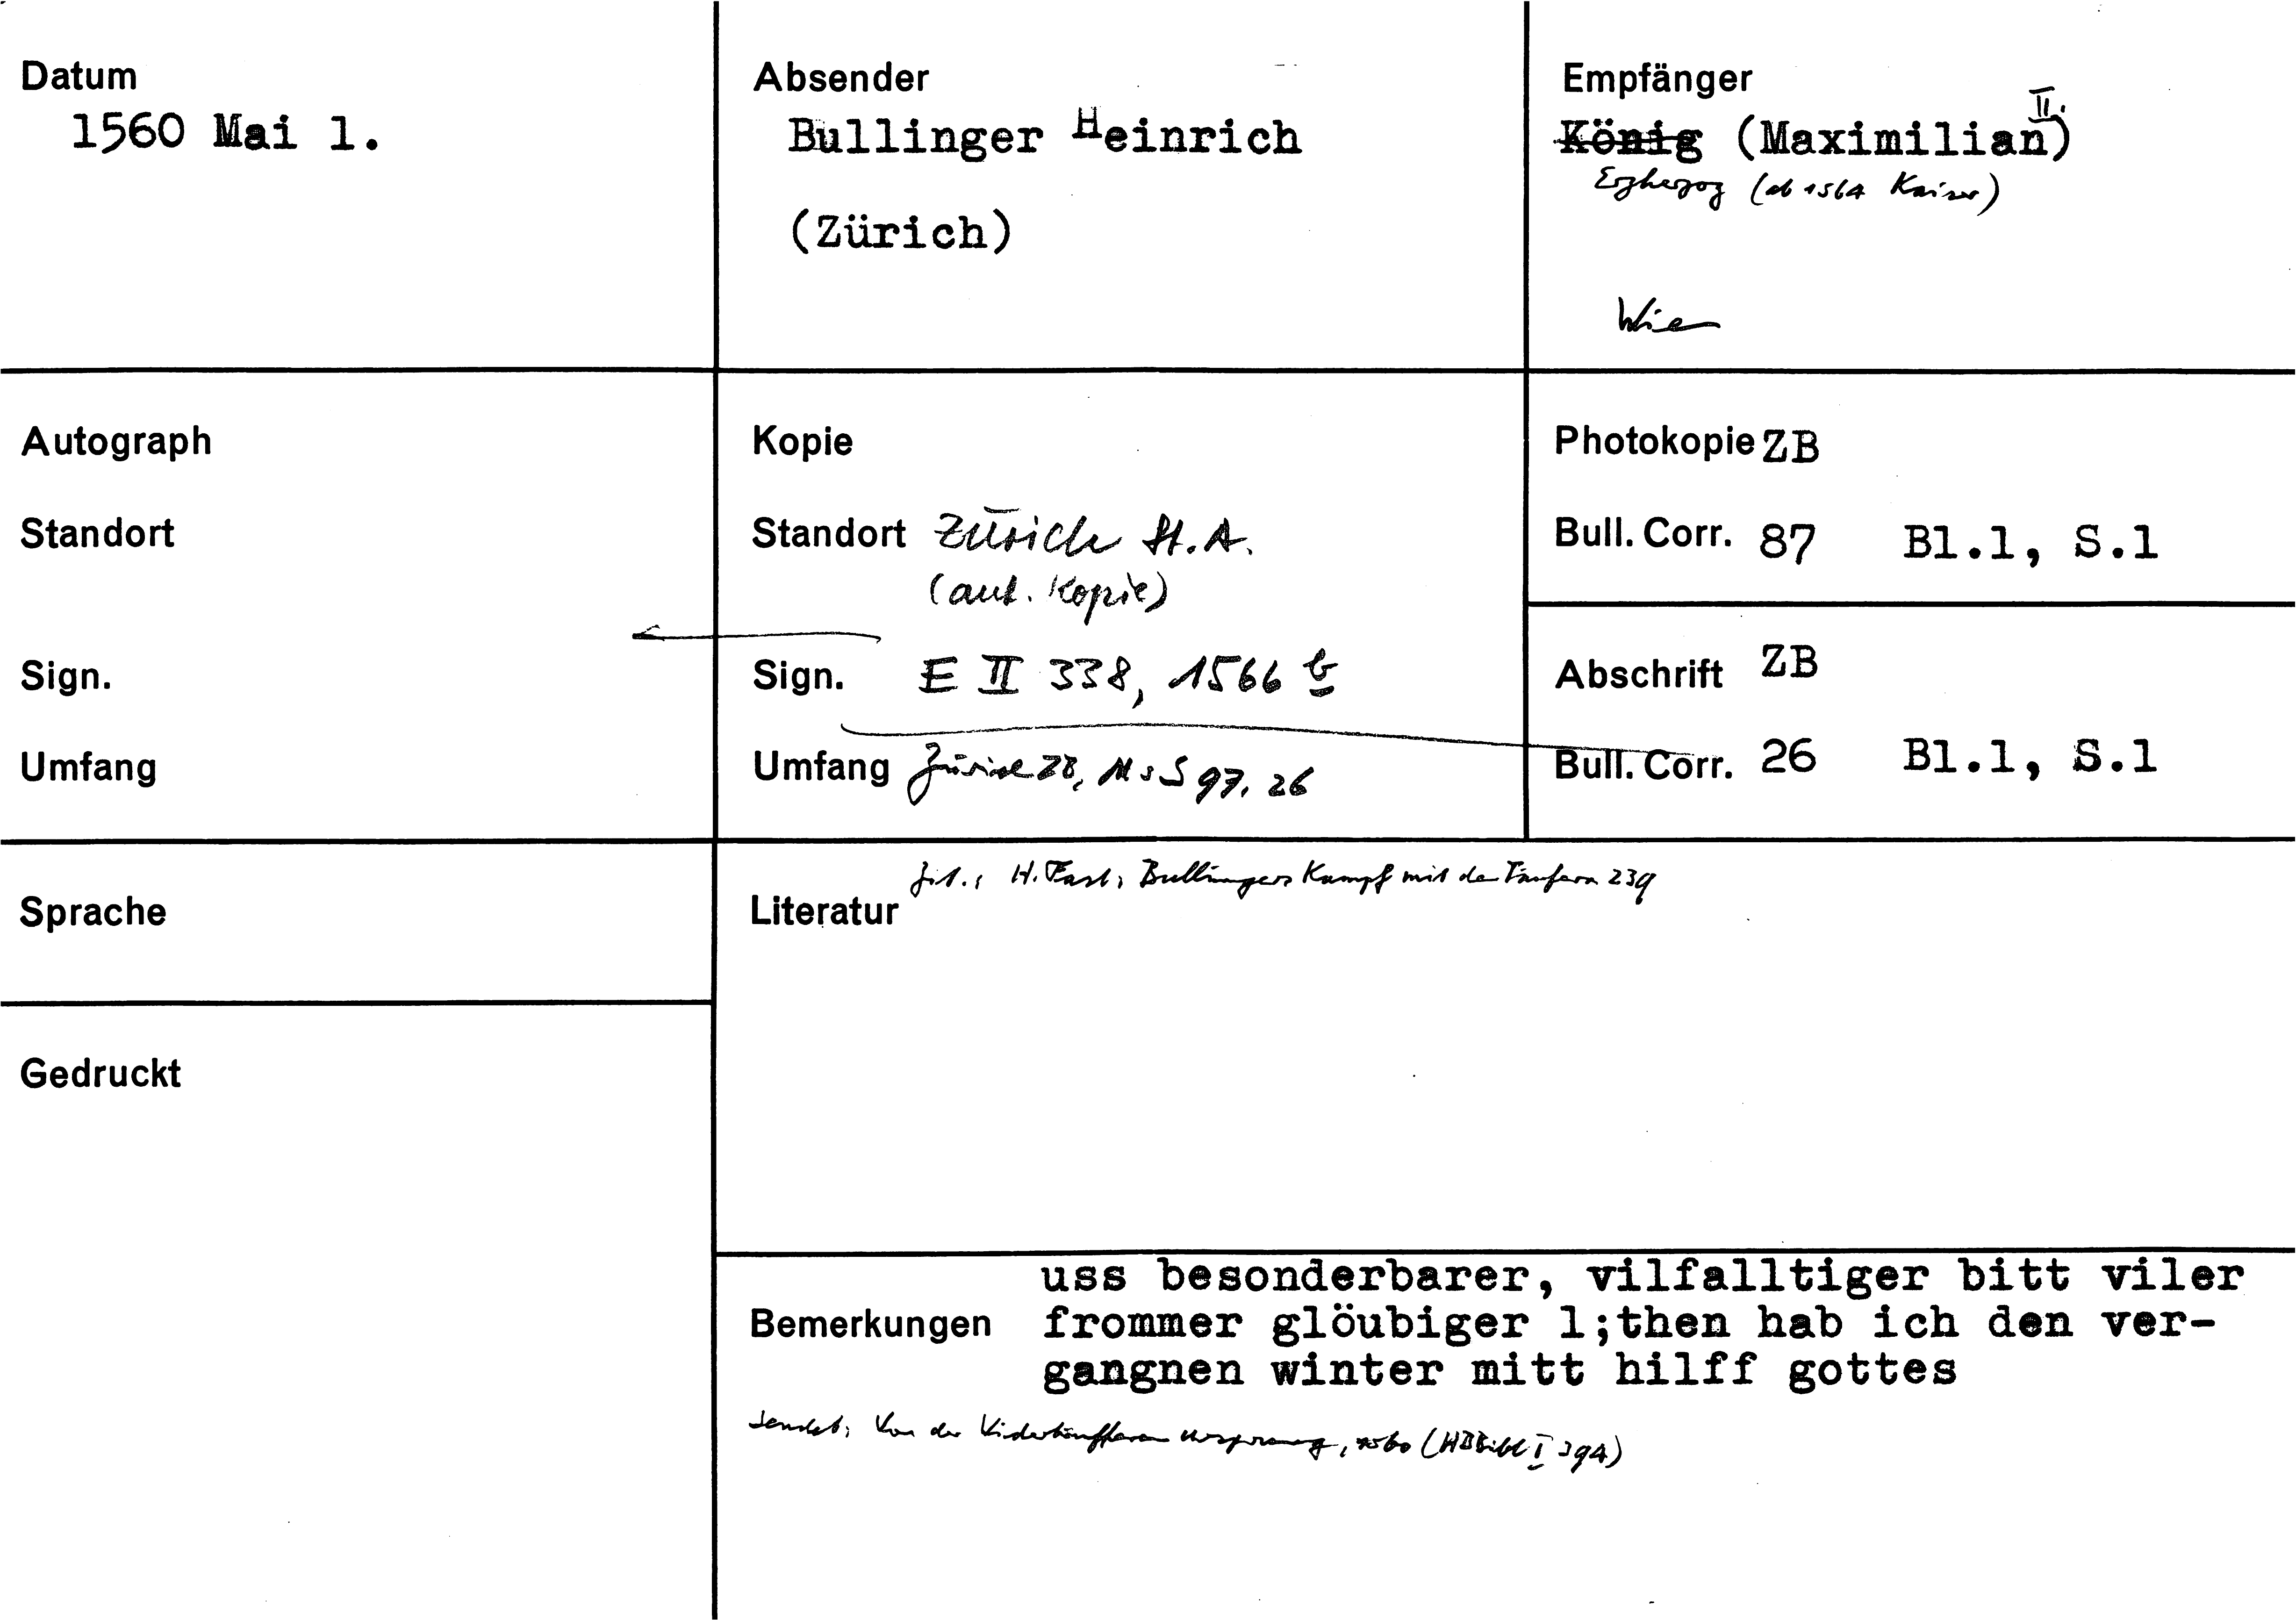 Datum
1560 Mai 1.
Absender
Bullinger Heinrich
(Zürich)
Empfänger
König (Maximilian II.)
Erzherzog (ab 1564 Kaiser)
Wien
Autograph
Standort
Sign.
Umfang
Kopie
Standort Zürich St.A.
(aut. Kopie)
Sign. E II 338, 1566 b
Umfang Zürich ZB, Ms S 97, 26
Photokopie ZB
Bull. Corr. 87 Bl.1, S.1
Abschrift ZB
Bull. Corr. 26 Bl.1, S.1
Sprache
Gedruckt
Zit.: H. Fast, Bullingers Kampf mit den Täufern 239
Literatur
uss besonderbarer, vilfalltiger bitt viler
Bemerkungen frommer glöubiger l;then hab ich den ver-
gangnen winter mitt hilff gottes
sendet: Von der Widertöufferen ursprung, 1560 (HBBibl I 394)